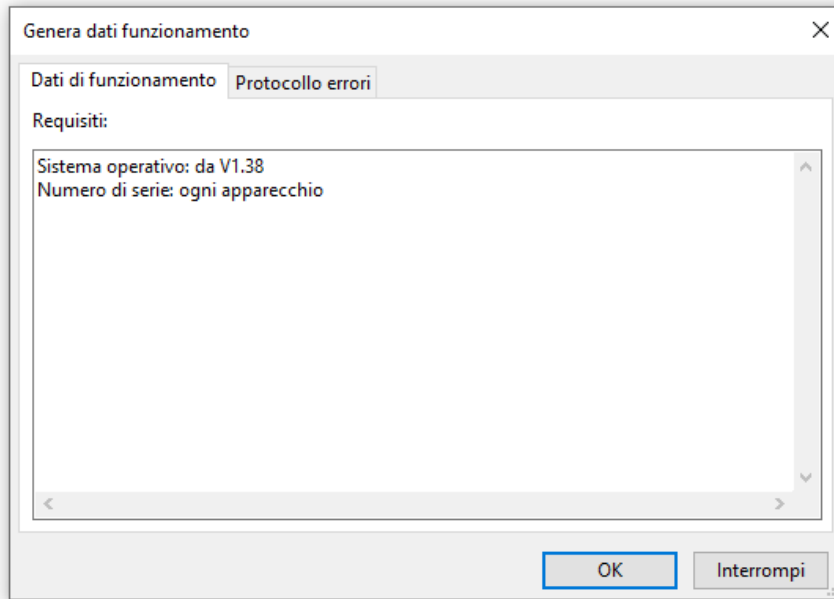 Genera dati funzionamento
Dati di funzionamento
Protocollo errori
Requisiti:
Sistema operativo: da V1.38
Numero di serie: ogni apparecchio
OK
Interrompi